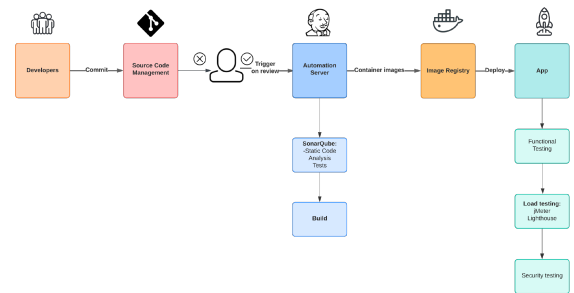 Developers
Commit
Source Code
Management
Trigger
on review
Automation
Server
Container images
Image Registry
Deploy
App
SonarQube:
-Static Code
Analysis
Tests
Build
Functional
Testing
Load testing:
jMeter
Lighthouse
Security testing